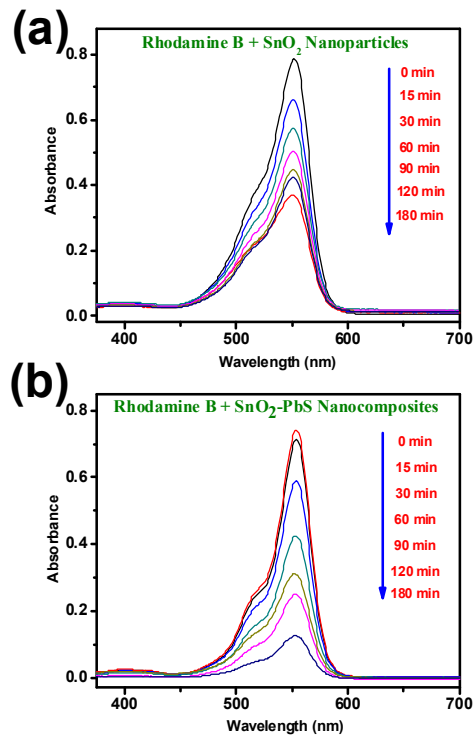 (a)
Rhodamine B + SnO₂ Nanoparticles
0 min
15 min
30 min
60 min
90 min
120 min
180 min
0.8
0.6
0.4
0.2
0.0
Absorbance
400
500
600
700
Wavelength (nm)
(b)
Rhodamine B + SnO₂-PbS Nanocomposites
0 min
15 min
30 min
60 min
90 min
120 min
180 min
0.8
0.6
0.4
0.2
0.0
Absorbance
400
500
600
700
Wavelength (nm)